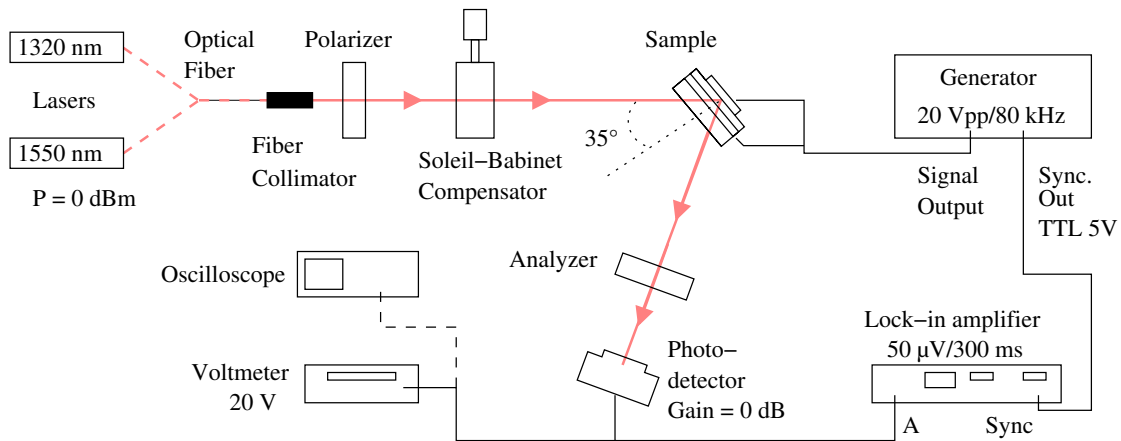 1320 nm
Lasers
1550 nm
P = 0 dBm
Optical
Fiber
Fiber
Collimator
Polarizer
Soleil−Babinet
Compensator
Sample
35°
Generator
20 Vpp/80 kHz
Signal
Output
Sync.
Out
TTL 5V
Analyzer
Oscilloscope
Voltmeter
20 V
Photo−
detector
Gain = 0 dB
Lock−in amplifier
50 µV/300 ms
A
Sync